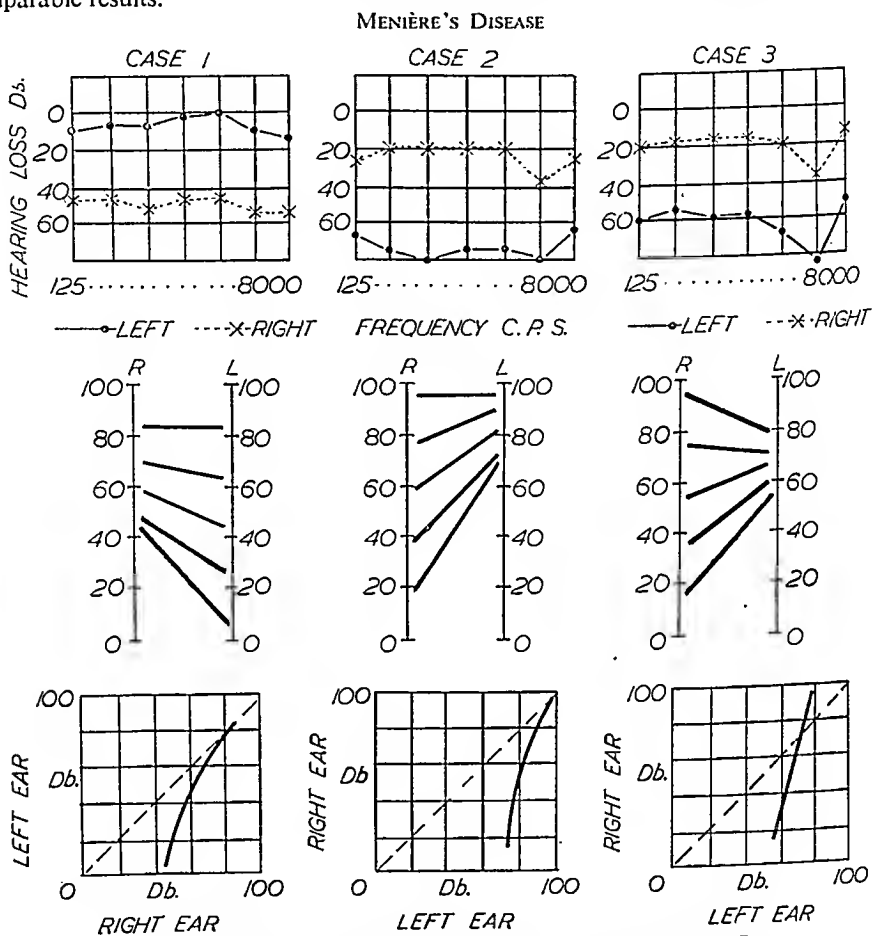 parable results.
MENIÈRE'S DISEASE
CASE 1 CASE 2 CASE 3
HEARING LOSS Db.
0 0 0
20 20 20
40 40 40
60 60 60
125 8000 125 8000 125 8000
LEFT X RIGHT FREQUENCY C. P. S. LEFT X RIGHT
R L R L R L
100 100 100 100 100 100
80 80 80 80 80 80
60 60 60 60 60 60
40 40 40 40 40 40
20 20 20 20 20 20
0 0 0 0 0 0
100 100 100
LEFT EAR RIGHT EAR RIGHT EAR
Db. Db Db.
0 Db. 100 0 Db. 100 0 Db. 100
RIGHT EAR LEFT EAR LEFT EAR